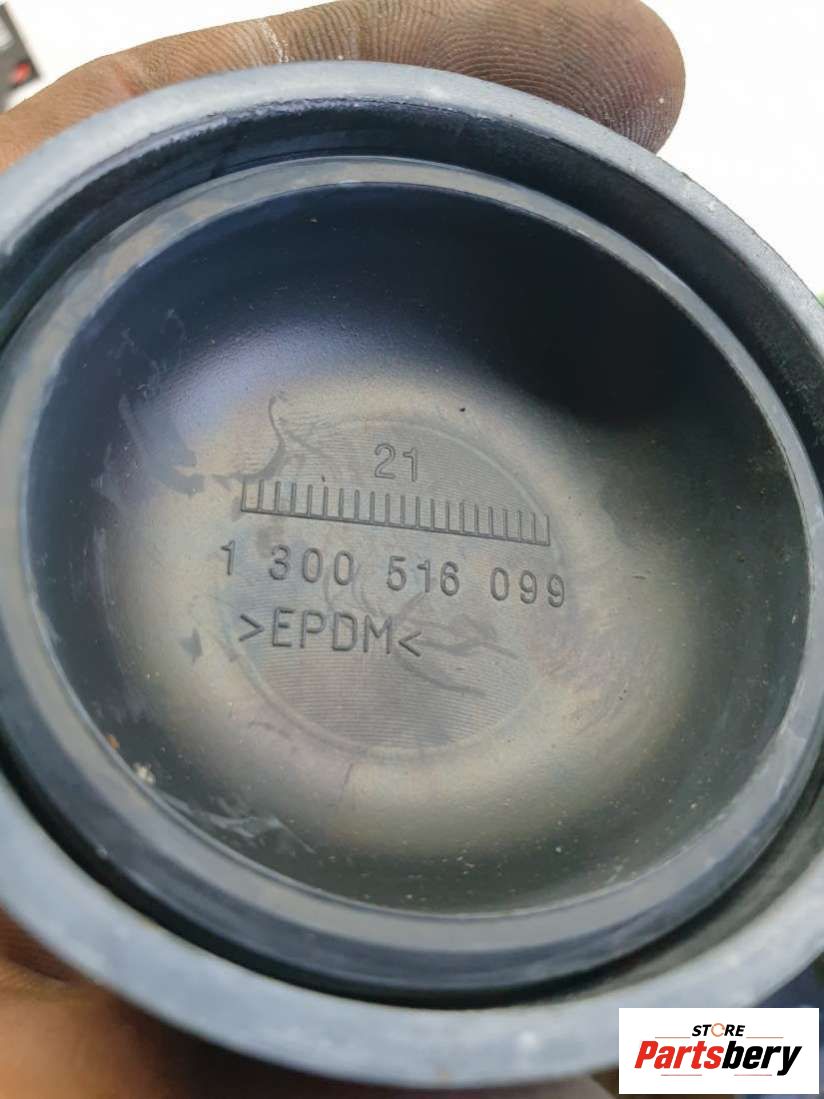 21
1 300 516 099
>EPDM<
STORE
Partsbery